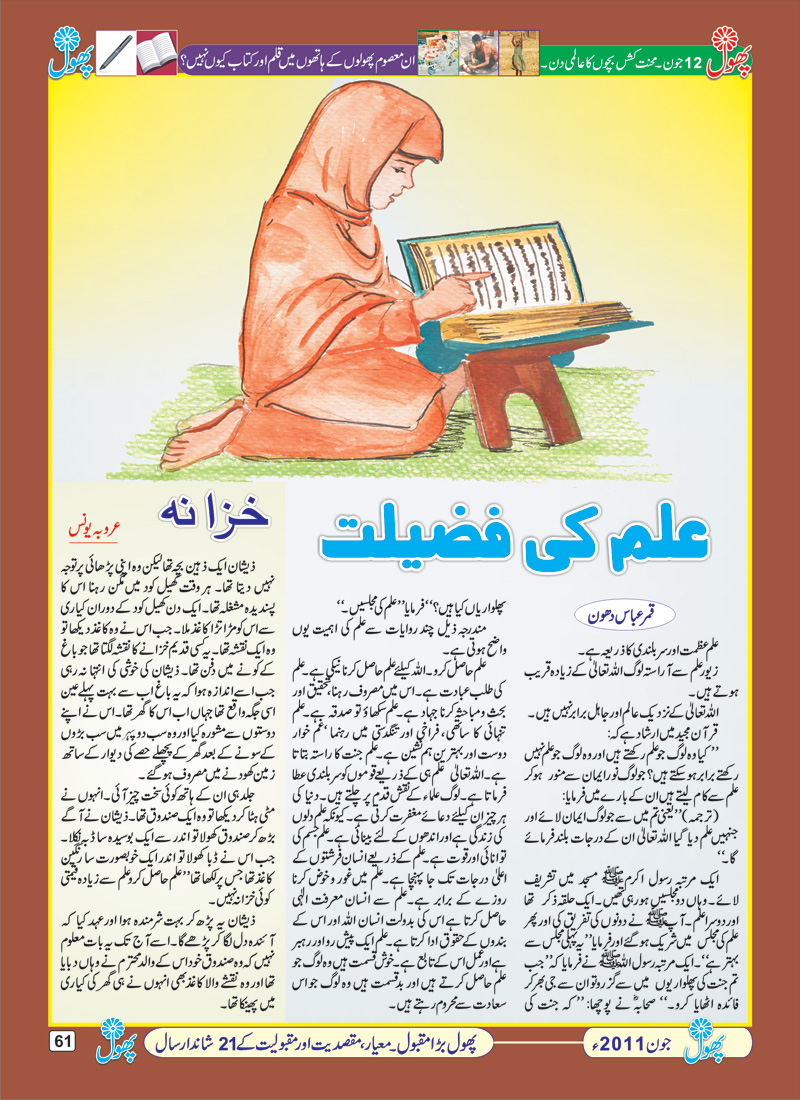 پھول
12 جون۔ محنت کش بچوں کا عالمی دن۔
ان معصوم پھولوں کے ہاتھوں میں قلم اور کتاب کیوں نہیں؟
پھول
علم کی فضیلت
قمر عباس دھون
علم عظمت اور سربلندی کا ذریعہ ہے۔
زیور علم سے آراستہ لوگ اللہ تعالیٰ کے زیادہ قریب
ہوتے ہیں۔
اللہ تعالیٰ کے نزدیک عالم اور جاہل برابر نہیں ہیں۔
قرآن مجید میں ارشاد ہے کہ:
’’کیا وہ لوگ جو علم رکھتے ہیں اور وہ لوگ جو علم نہیں
رکھتے برابر ہو سکتے ہیں؟ جو لوگ نور ایمان سے منور ہو کر
علم سے کام لیتے ہیں ان کے بارے میں فرمایا:
(ترجمہ) ’’یعنی تم میں سے جو لوگ ایمان لائے اور
جنہیں علم دیا گیا اللہ تعالیٰ ان کے درجات بلند فرمائے
گا۔‘‘
ایک مرتبہ رسول اکرم ﷺ مسجد میں تشریف
لائے۔ وہاں دو مجلسیں ہو رہی تھیں۔ ایک حلقہ ذکر تھا
اور دوسرا علم۔ آپ ﷺ نے دونوں کی تفریق کی اور پھر
علم کی مجلس میں شریک ہو گئے اور فرمایا ’’یہ پہلی مجلس سے
بہتر ہے‘‘۔ ایک مرتبہ رسول اللہ ﷺ نے فرمایا کہ ’’جب
تم جنت کی پھلواریوں میں سے گزرو تو ان سے جی بھر کر
فائدہ اٹھایا کرو۔‘‘ صحابہؓ نے پوچھا: ’’کہ جنت کی
پھلواریاں کیا ہیں؟‘‘ فرمایا ’’علم کی مجلسیں۔‘‘
مندرجہ ذیل چند روایات سے علم کی اہمیت یوں
واضح ہوتی ہے۔
علم حاصل کرو۔ اللہ کیلئے علم حاصل کرنا نیکی ہے۔ علم
کی طلب عبادت ہے۔ اس میں مصروف رہنا، تحقیق اور
بحث و مباحثہ کرنا جہاد ہے۔ علم سکھاؤ تو صدقہ ہے۔ علم
تنہائی کا ساتھی، فراخی اور تنگدستی میں رہنما، غم خوار
دوست اور بہترین ہم نشین ہے۔ علم جنت کا راستہ بتاتا
ہے۔ اللہ تعالیٰ علم ہی کے ذریعے قوموں کو سربلندی عطا
فرماتا ہے۔ لوگ علماء کے نقش قدم پر چلتے ہیں۔ دنیا کی
ہر چیز ان کیلئے دعائے مغفرت کرتی ہے۔ کیونکہ علم دلوں
کی زندگی ہے اور اندھوں کے لئے بینائی ہے۔ علم جسم کی
توانائی اور قوت ہے۔ علم کے ذریعے انسان فرشتوں کے
اعلیٰ درجات تک جا پہنچا ہے۔ علم میں غور و خوض کرنا
روزے کے برابر ہے۔ علم سے انسان معرفت الٰہی
حاصل کرتا ہے اس کی بدولت انسان اللہ اور اس کے
بندوں کے حقوق ادا کرتا ہے۔ علم ایک پیش رو اور رہبر
ہے اور عمل اس کے تابع ہے۔ خوش قسمت ہیں وہ لوگ جو
علم حاصل کرتے ہیں اور بدقسمت ہیں وہ لوگ جو اس
سعادت سے محروم رہتے ہیں۔
خزانہ
عروبہ یونس
ذیشان ایک ذہین بچہ تھا لیکن وہ اپنی پڑھائی پر توجہ
نہیں دیتا تھا۔ ہر وقت کھیل کود میں مگن رہنا اس کا
پسندیدہ مشغلہ تھا۔ ایک دن کھیل کود کے دوران کیاری
سے اس کو مڑا تڑا کاغذ ملا۔ جب اس نے وہ کاغذ دیکھا تو
وہ ایک نقشہ تھا۔ یہ کسی قدیم خزانے کا نقشہ لگتا تھا جو باغ
کے کونے میں دفن تھا۔ ذیشان کی خوشی کی انتہا نہ رہی
جب اسے اندازہ ہوا کہ یہ باغ اب سے بہت پہلے عین
اسی جگہ واقع تھا جہاں اب اس کا گھر تھا۔ اس نے اپنے
دوستوں سے مشورہ کیا اور وہ سب دوپہر میں سب بڑوں
کے سونے کے بعد گھر کے پچھلے حصے کی دیوار کے ساتھ
زمین کھودنے میں مصروف ہو گئے۔
جلد ہی ان کے ہاتھ کوئی سخت چیز آئی۔ انہوں نے
مٹی ہٹا کر دیکھا تو وہ ایک صندوق تھا۔ ذیشان نے آگے
بڑھ کر صندوق کھولا تو اندر سے ایک بوسیدہ سا ڈبہ نکلا۔
جب اس نے ڈبا کھولا تو اندر ایک خوبصورت سا رنگین
کاغذ تھا جس پر لکھا تھا ’’علم حاصل کرو علم سے زیادہ قیمتی
کوئی خزانہ نہیں۔
ذیشان یہ پڑھ کر بہت شرمندہ ہوا اور عہد کیا کہ
آئندہ دل لگا کر پڑھے گا۔ اسے آج تک یہ بات معلوم
نہیں کہ وہ صندوق خود اس کے والد محترم نے وہاں دبایا
تھا اور وہ نقشے والا کاغذ بھی انہوں نے ہی گھر کی کیاری
میں پھینکا تھا۔
پھول
جون 2011ء
پھول بڑا مقبول۔ معیار، مقصدیت اور مقبولیت کے 21 شاندار سال
پھول
61